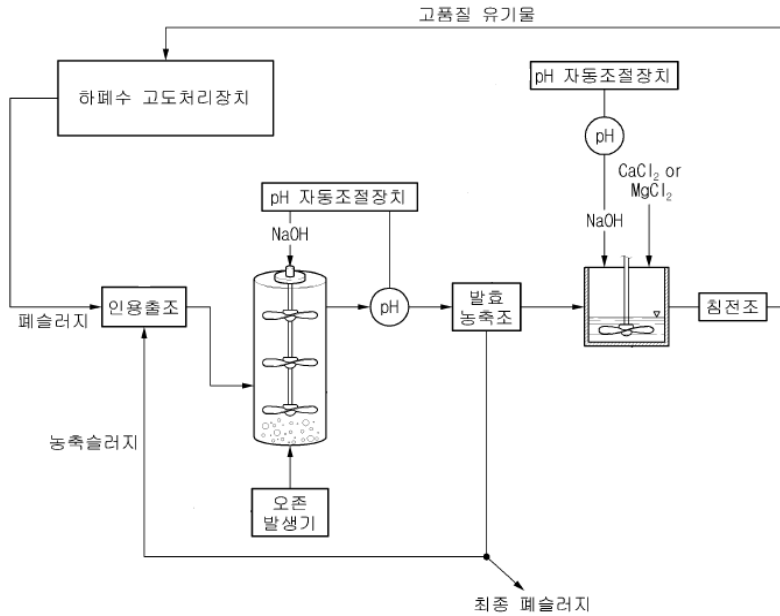 고품질 유기물
하폐수 고도처리장치
pH 자동조절장치
pH
CaCl₂ or
MgCl₂
NaOH
pH 자동조절장치
NaOH
폐슬러지
인용출조
pH
발효
농축조
침전조
농축슬러지
오존
발생기
최종 폐슬러지